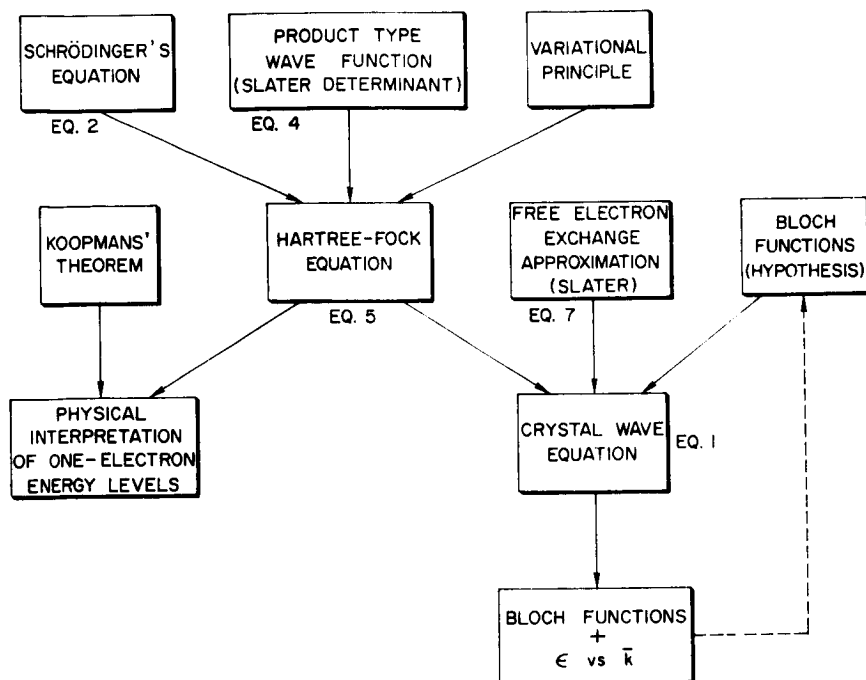 SCHRÖDINGER'S
EQUATION
EQ. 2
PRODUCT TYPE
WAVE FUNCTION
(SLATER DETERMINANT)
EQ. 4
VARIATIONAL
PRINCIPLE
KOOPMANS'
THEOREM
HARTREE-FOCK
EQUATION
EQ. 5
FREE ELECTRON
EXCHANGE
APPROXIMATION
(SLATER)
EQ. 7
BLOCH
FUNCTIONS
(HYPOTHESIS)
PHYSICAL
INTERPRETATION
OF ONE-ELECTRON
ENERGY LEVELS
CRYSTAL WAVE
EQUATION
EQ. 1
BLOCH FUNCTIONS
+
ϵ vs k̄